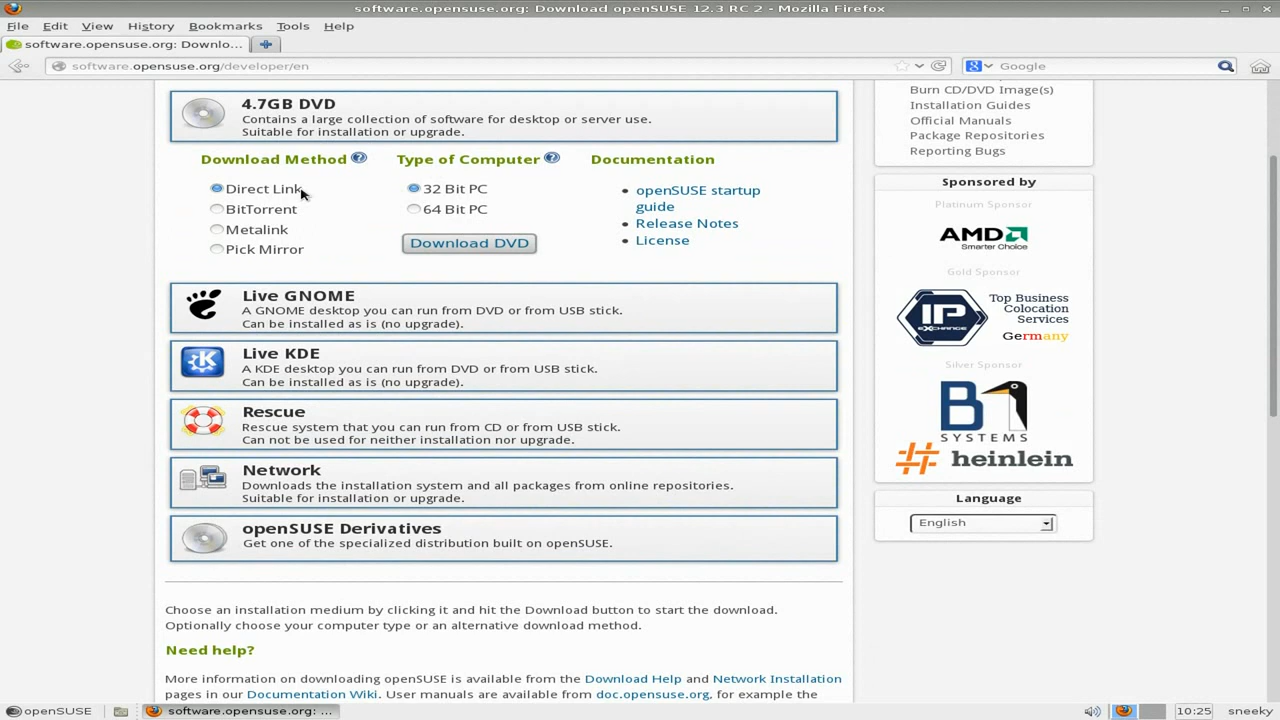 software.opensuse.org: Download openSUSE 12.3 RC 2 - Mozilla Firefox
File Edit View History Bookmarks Tools Help
software.opensuse.org: Downlo...
software.opensuse.org/developer/en
Google
4.7GB DVD
Contains a large collection of software for desktop or server use.
Suitable for installation or upgrade.
Download Method
Direct Link
BitTorrent
Metalink
Pick Mirror
Type of Computer
32 Bit PC
64 Bit PC
Download DVD
Documentation
openSUSE startup
guide
Release Notes
License
Live GNOME
A GNOME desktop you can run from DVD or from USB stick.
Can be installed as is (no upgrade).
Live KDE
A KDE desktop you can run from DVD or from USB stick.
Can be installed as is (no upgrade).
Rescue
Rescue system that you can run from CD or from USB stick.
Can not be used for neither installation nor upgrade.
Network
Downloads the installation system and all packages from online repositories.
Suitable for installation or upgrade.
openSUSE Derivatives
Get one of the specialized distribution built on openSUSE.
Choose an installation medium by clicking it and hit the Download button to start the download.
Optionally choose your computer type or an alternative download method.
Need help?
More information on downloading openSUSE is available from the Download Help and Network Installation
pages in our Documentation Wiki. User manuals are available from doc.opensuse.org, for example the
Burn CD/DVD Image(s)
Installation Guides
Official Manuals
Package Repositories
Reporting Bugs
Sponsored by
Platinum Sponsor
AMD
Smarter Choice
Gold Sponsor
IP
EXCHANGE
Top Business
Colocation
Services
Germany
Silver Sponsor
B1
SYSTEMS
heinlein
Language
English
openSUSE
software.opensuse.org: ...
10:25
sneeky